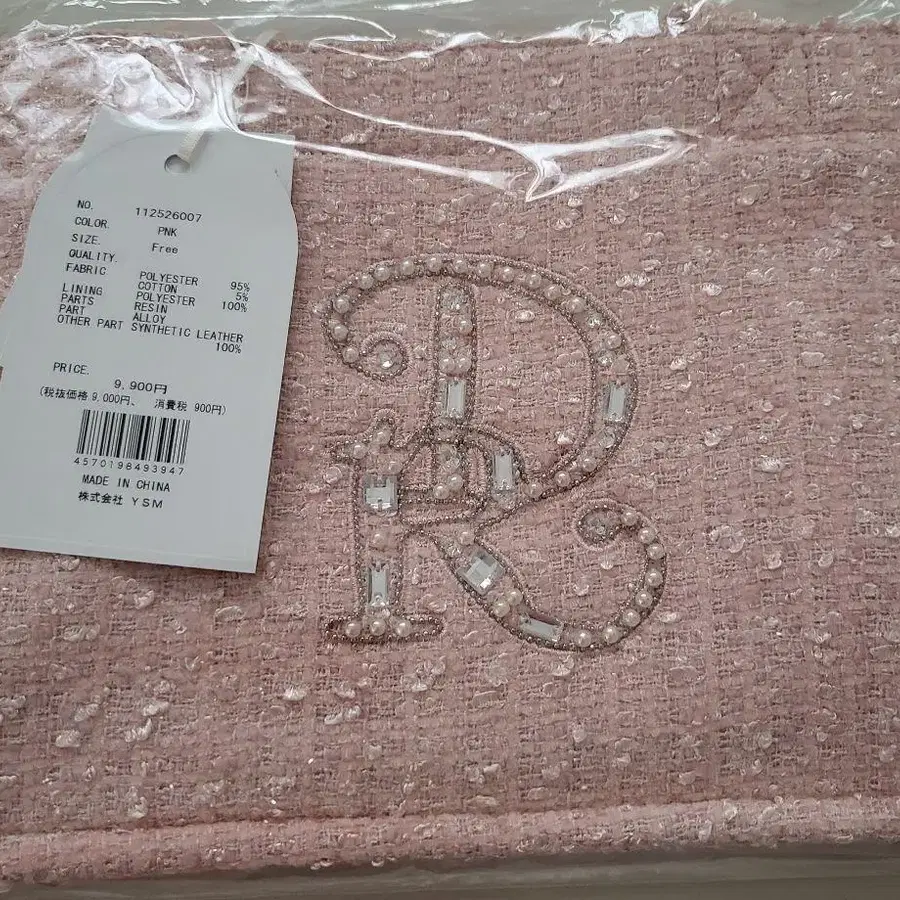 NO. 112526007
COLOR. PNK
SIZE. Free
QUALITY.
FABRIC POLYESTER 95%
COTTON 5%
LINING POLYESTER 100%
PARTS RESIN
PART ALLOY
OTHER PART SYNTHETIC LEATHER
100%
PRICE. 9,900円
(税抜価格 9,000円、 消費税 900円)
4570198493947
MADE IN CHINA
株式会社 YSM
R